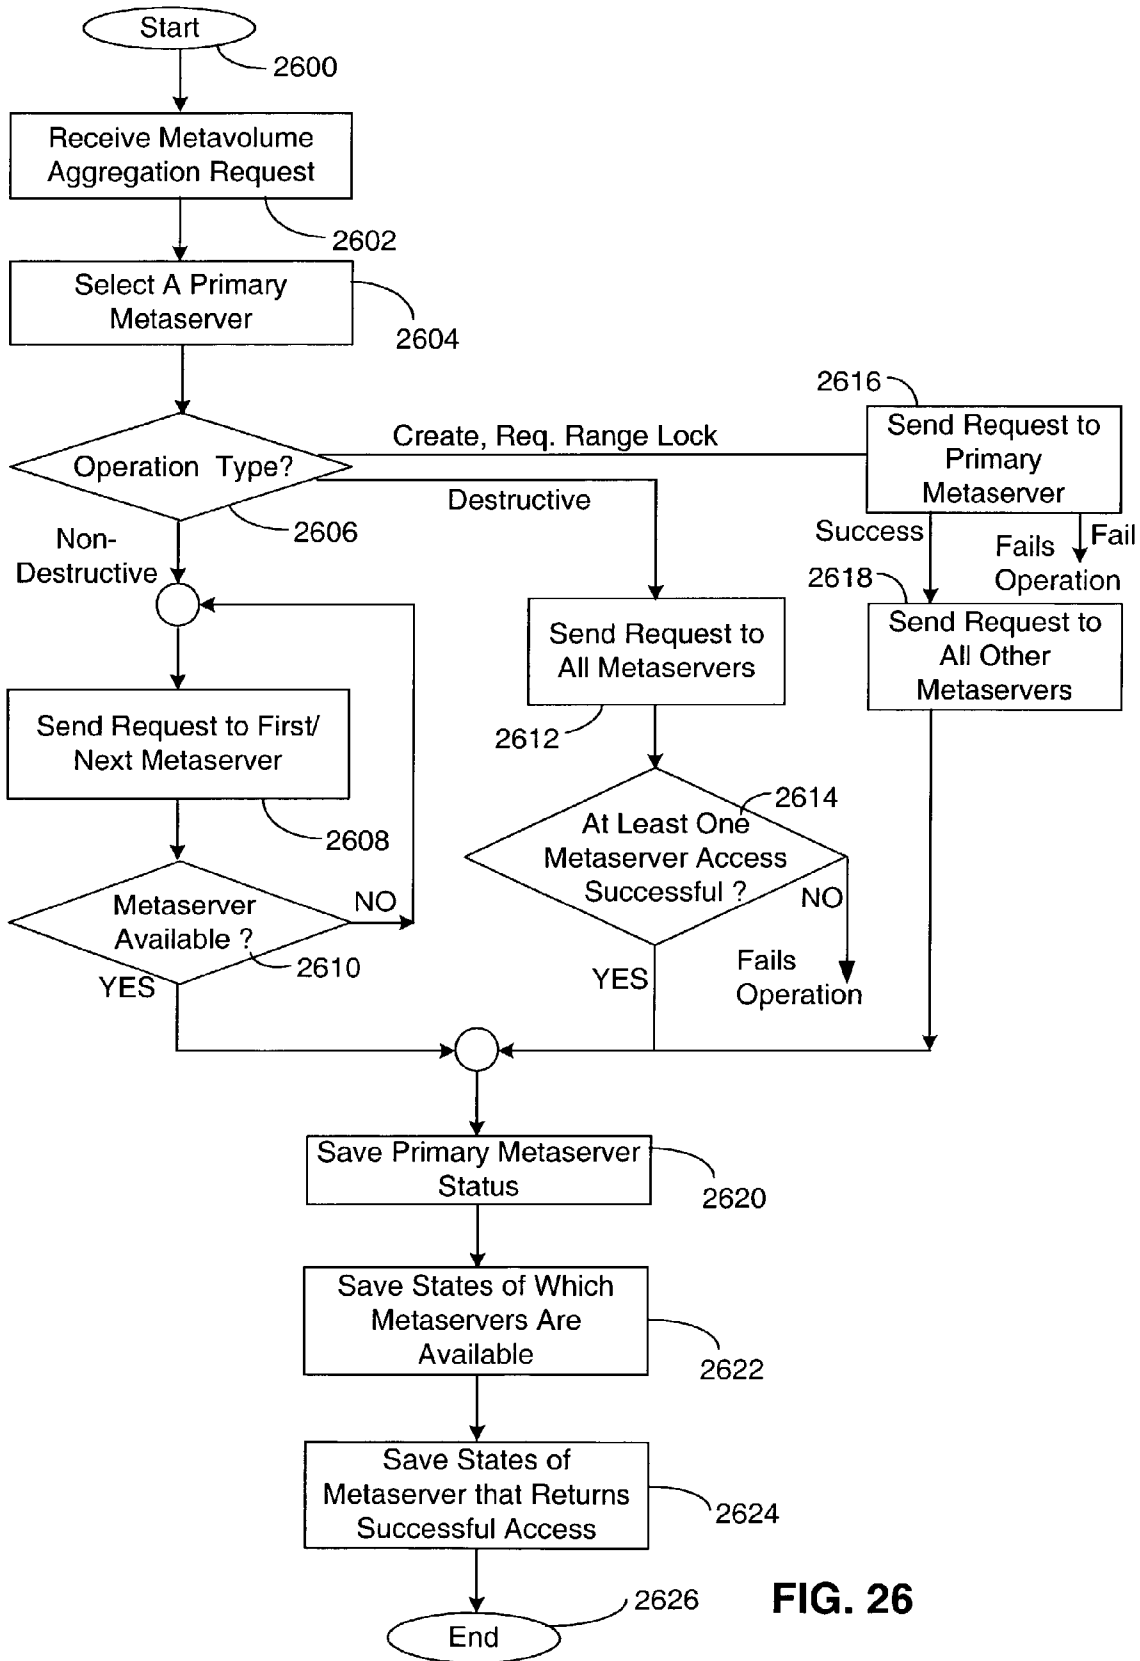 Start
2600
Receive Metavolume
Aggregation Request
2602
Select A Primary
Metaserver
2604
Operation Type?
2606
Create, Req. Range Lock
Destructive
Non-
Destructive
2616
Send Request to
Primary
Metaserver
Success
Fail
Fails
Operation
2618
Send Request to
All Other
Metaservers
Send Request to
All Metaservers
2612
Send Request to First/
Next Metaserver
2608
At Least One
Metaserver Access
Successful ?
2614
NO
Fails
Operation
YES
Metaserver
Available ?
NO
2610
YES
Save Primary Metaserver
Status
2620
Save States of Which
Metaservers Are
Available
2622
Save States of
Metaserver that Returns
Successful Access
2624
End
2626
FIG. 26